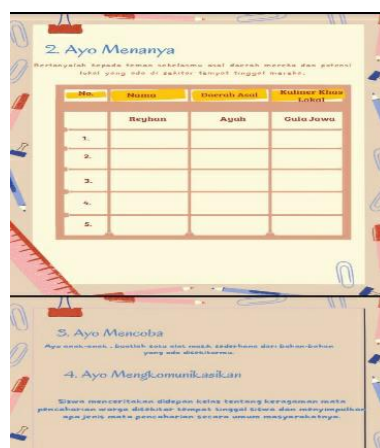 2. Ayo Menanya
Bertanyalah kepada teman sekelasmu asal daerah mereka dan potensi
lokal yang ada di sekitar tempat tinggal mereka.
No. Nama Daerah Asal Kuliner Khas Lokal
Reyhan Ayah Gula Jawa
1.
2.
3.
4.
5.
3. Ayo Mencoba
Ayo anak-anak, buatlah satu alat musik sederhana dari bahan-bahan
yang ada disekitarmu.
4. Ayo Mengkomunikasikan
Siswa menceritakan didepan kelas tentang keragaman mata
pencaharian warga disekitar tempat tinggal siswa dan menyimpulkan
apa jenis mata pencaharian secara umum masyarakatnya.